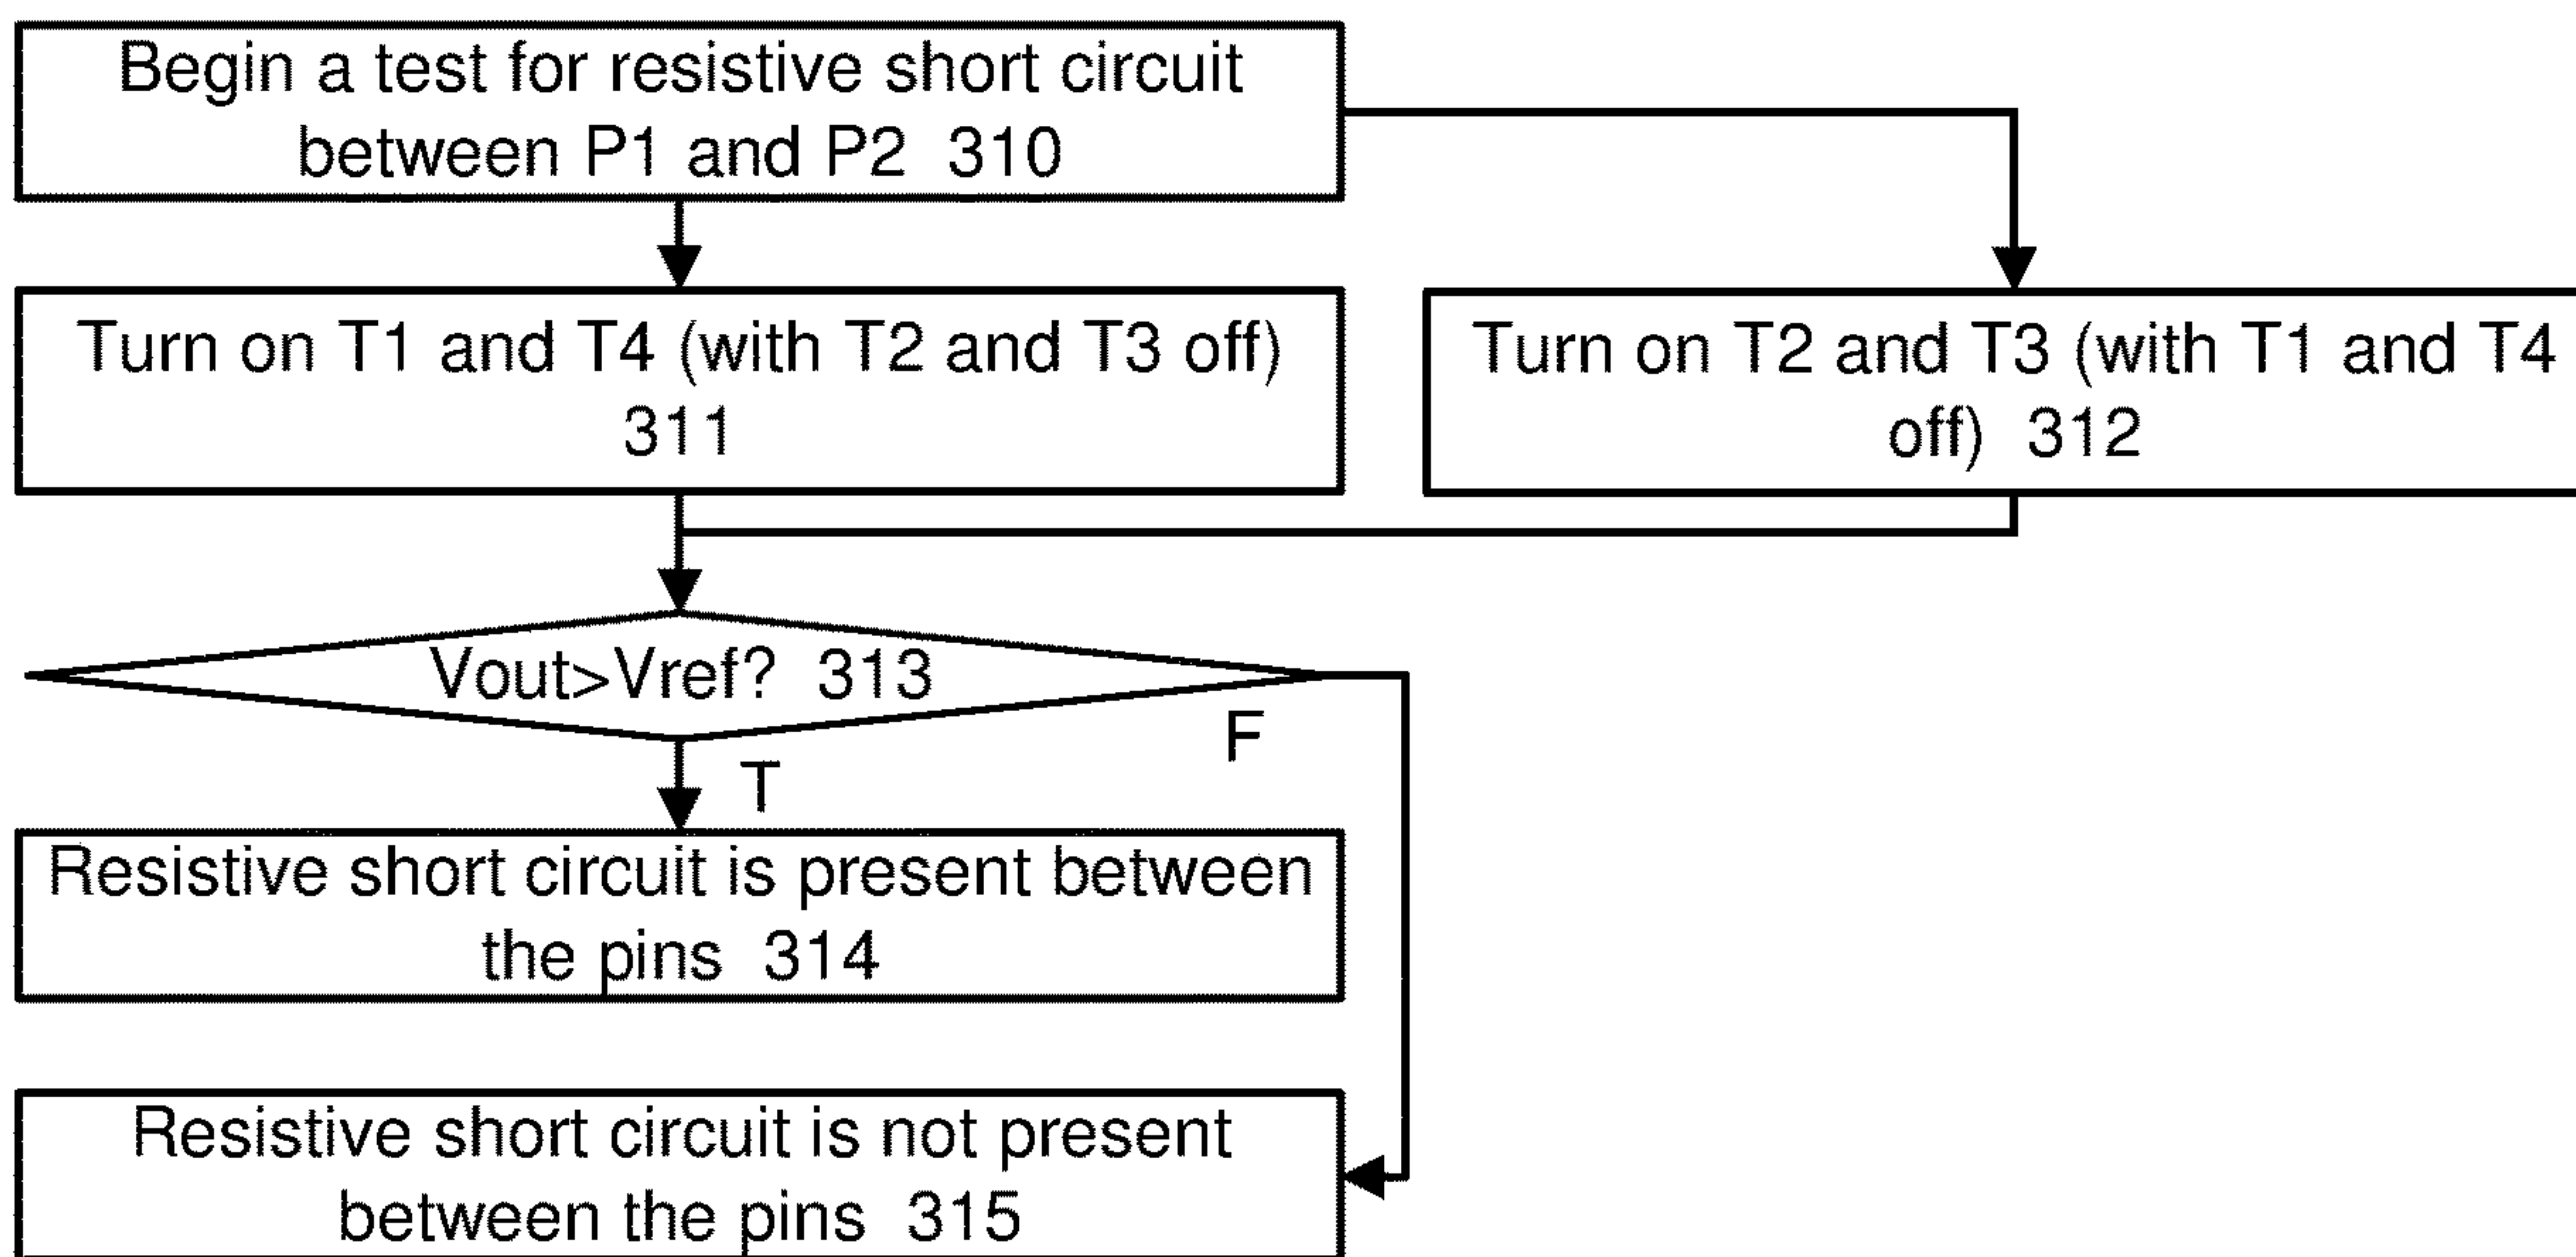 Begin a test for resistive short circuit
between P1 and P2 310
Turn on T1 and T4 (with T2 and T3 off)
311
Turn on T2 and T3 (with T1 and T4
off) 312
Vout>Vref? 313
F
T
Resistive short circuit is present between
the pins 314
Resistive short circuit is not present
between the pins 315